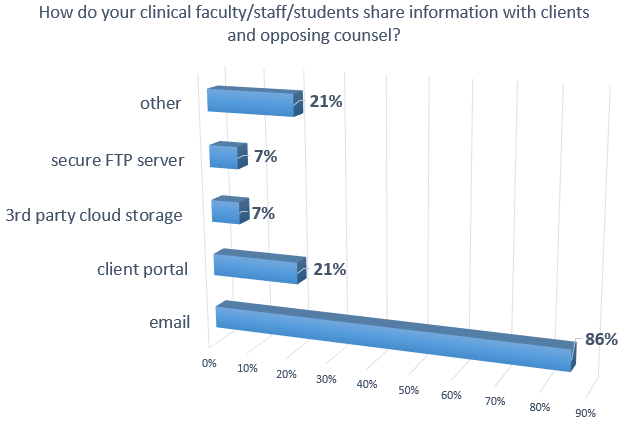 How do your clinical faculty/staff/students share information with clients
and opposing counsel?
other
21%
secure FTP server
7%
3rd party cloud storage
7%
client portal
21%
email
86%
0%
10%
20%
30%
40%
50%
60%
70%
80%
90%